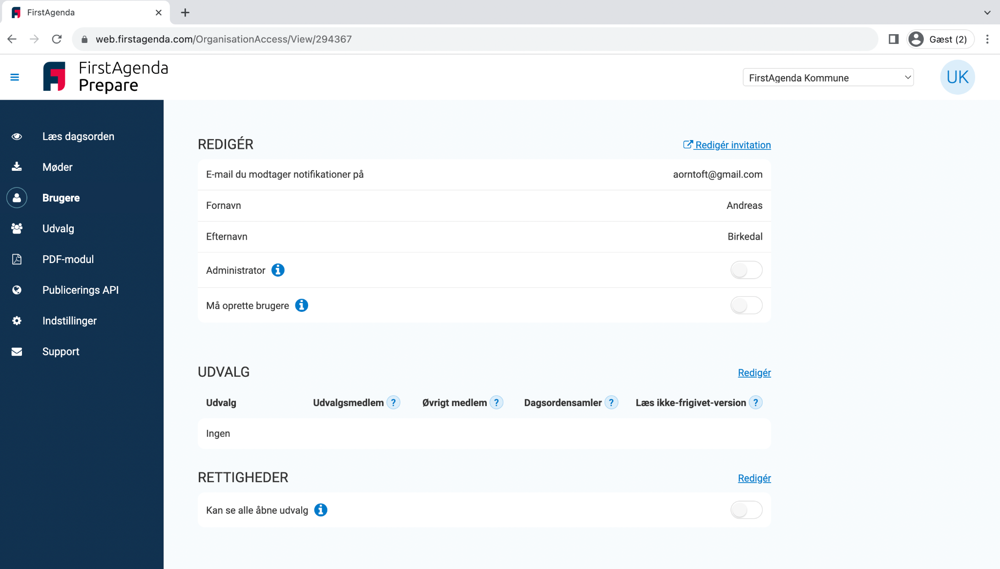 FirstAgenda
web.firstagenda.com/OrganisationAccess/View/294367
Gæst (2)
FirstAgenda
Prepare
FirstAgenda Kommune
UK
Læs dagsorden
Møder
Brugere
Udvalg
PDF-modul
Publicerings API
Indstillinger
Support
REDIGÉR
Redigér invitation
E-mail du modtager notifikationer på
aorntoft@gmail.com
Fornavn
Andreas
Efternavn
Birkedal
Administrator
Må oprette brugere
UDVALG
Redigér
Udvalg
Udvalgsmedlem ?
Øvrigt medlem ?
Dagsordensamler ?
Læs ikke-frigivet-version ?
Ingen
RETTIGHEDER
Redigér
Kan se alle åbne udvalg